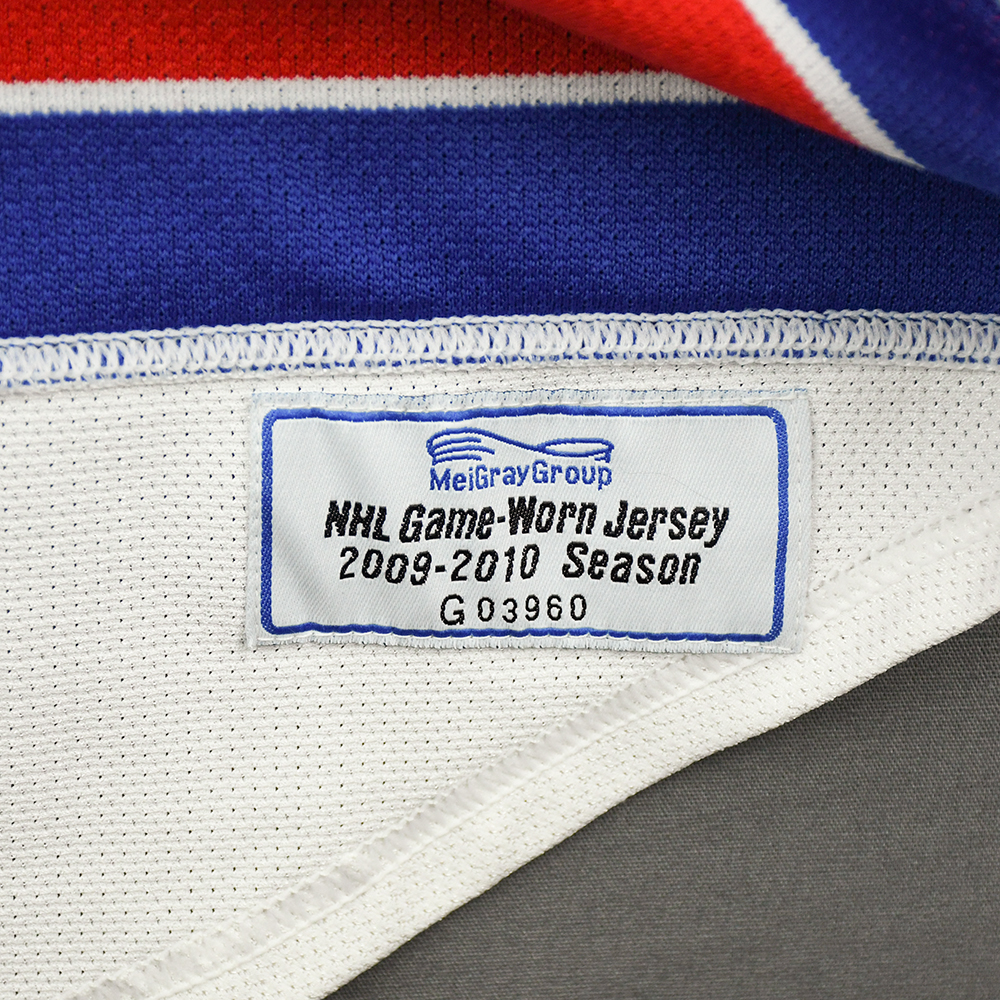 MeiGrayGroup
NHL Game-Worn Jersey
2009-2010 Season
G03960